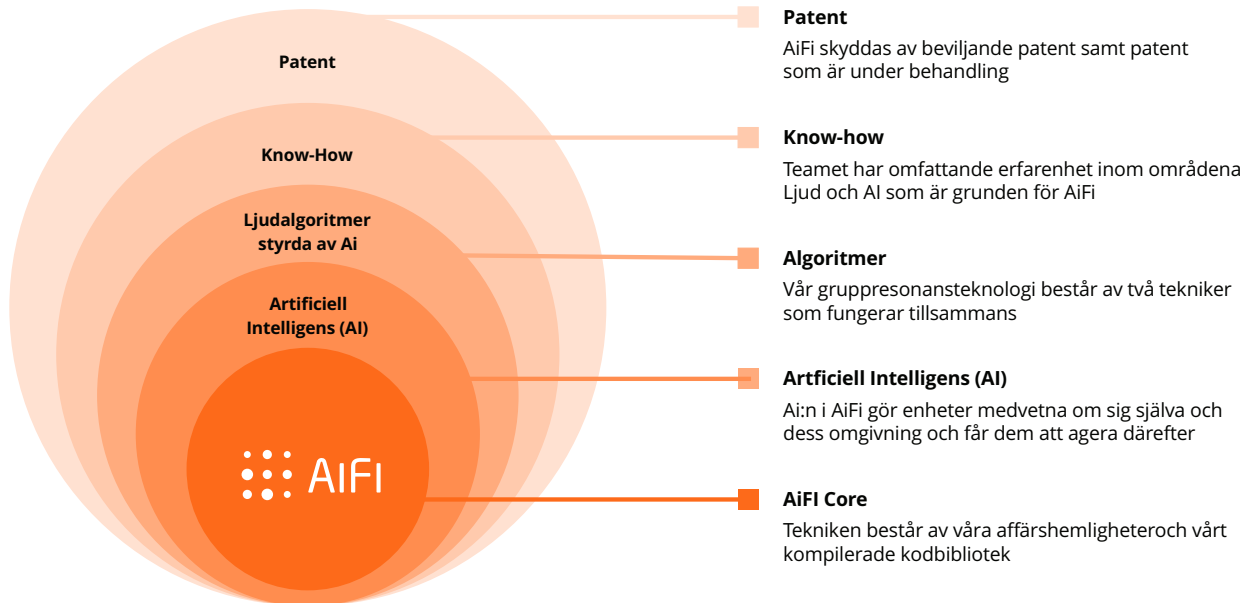 Patent
Know-How
Ljudalgoritmer
styrda av Ai
Artificiell
Intelligens (AI)
AIFI
Patent
AiFi skyddas av beviljande patent samt patent
som är under behandling
Know-how
Teamet har omfattande erfarenhet inom områdena
Ljud och AI som är grunden för AiFi
Algoritmer
Vår gruppresonansteknologi består av två tekniker
som fungerar tillsammans
Artficiell Intelligens (AI)
Ai:n i AiFi gör enheter medvetna om sig själva och
dess omgivning och får dem att agera därefter
AiFI Core
Tekniken består av våra affärshemligheteroch vårt
kompilerade kodbibliotek